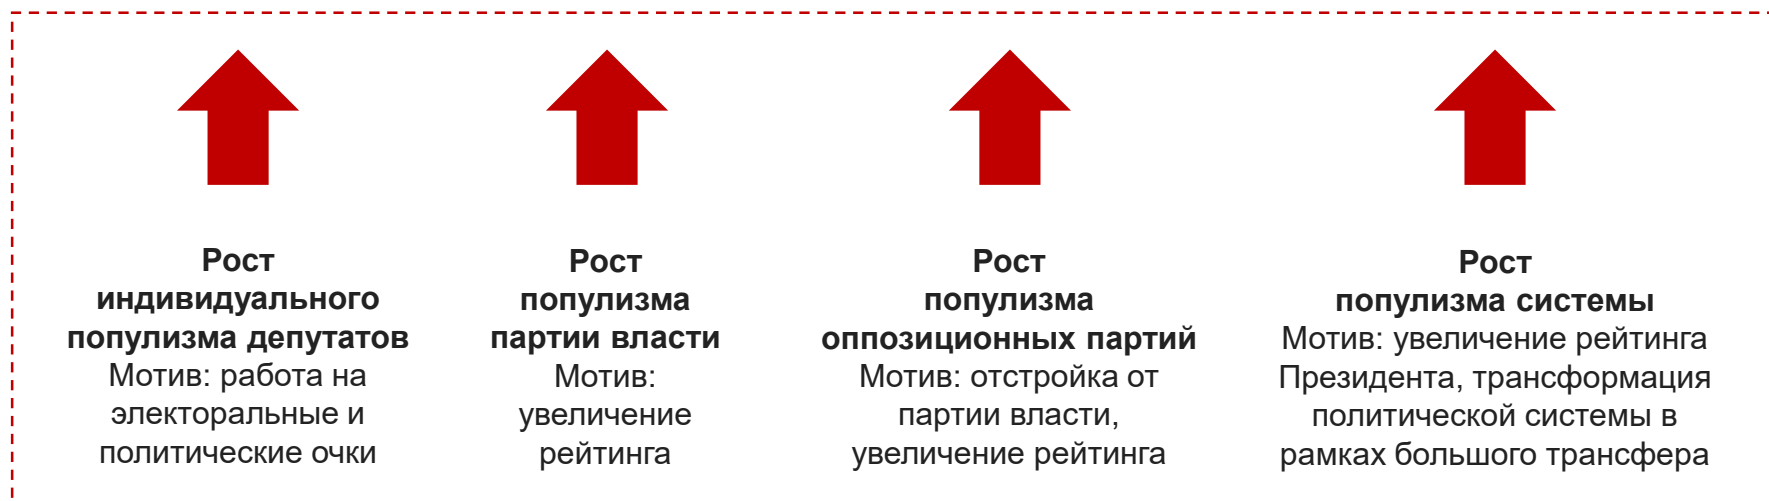 Рост
индивидуального
популизма депутатов
Мотив: работа на
электоральные и
политические очки
Рост
популизма
партии власти
Мотив:
увеличение
рейтинга
Рост
популизма
оппозиционных партий
Мотив: отстройка от
партии власти,
увеличение рейтинга
Рост
популизма системы
Мотив: увеличение рейтинга
Президента, трансформация
политической системы в
рамках большого трансфера